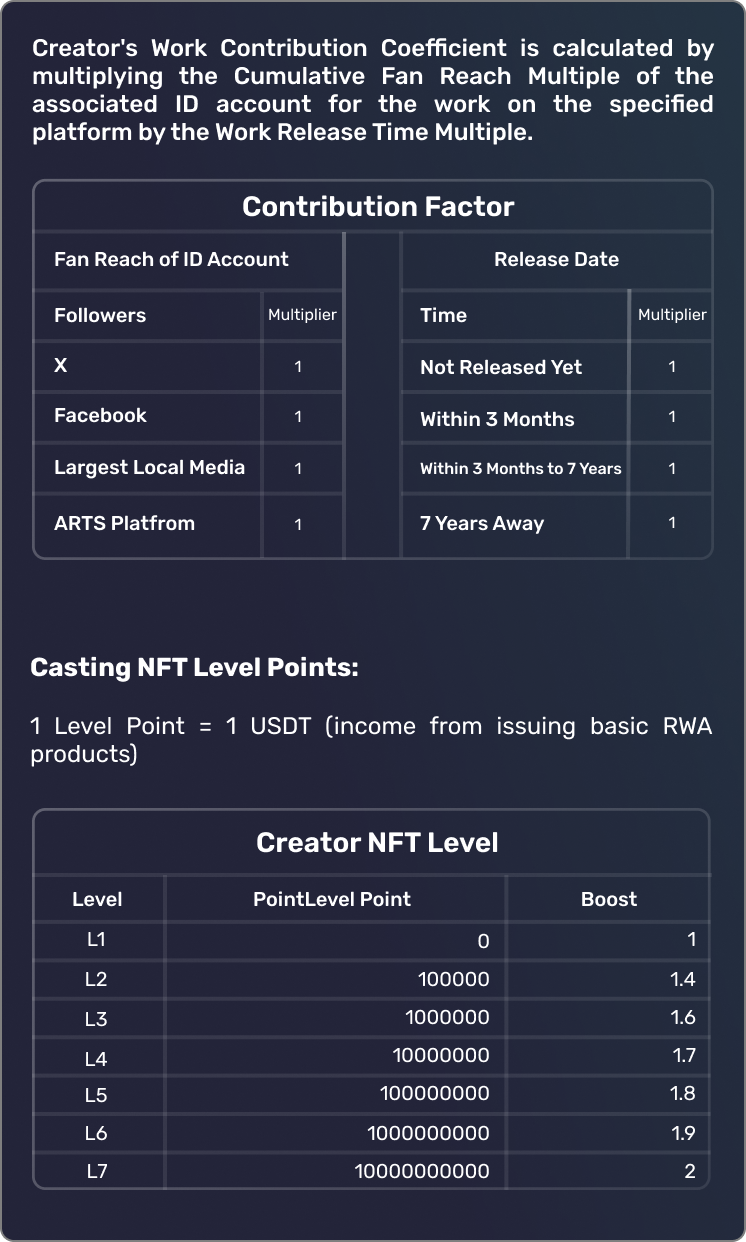 Creator's Work Contribution Coefficient is calculated by
multiplying the Cumulative Fan Reach Multiple of the
associated ID account for the work on the specified
platform by the Work Release Time Multiple.
Contribution Factor
Fan Reach of ID Account Release Date
Followers Multiplier Time Multiplier
X 1 Not Released Yet 1
Facebook 1 Within 3 Months 1
Largest Local Media 1 Within 3 Months to 7 Years 1
ARTS Platfrom 1 7 Years Away 1
Casting NFT Level Points:
1 Level Point = 1 USDT (income from issuing basic RWA
products)
Creator NFT Level
Level PointLevel Point Boost
L1 0 1
L2 100000 1.4
L3 1000000 1.6
L4 10000000 1.7
L5 100000000 1.8
L6 1000000000 1.9
L7 10000000000 2